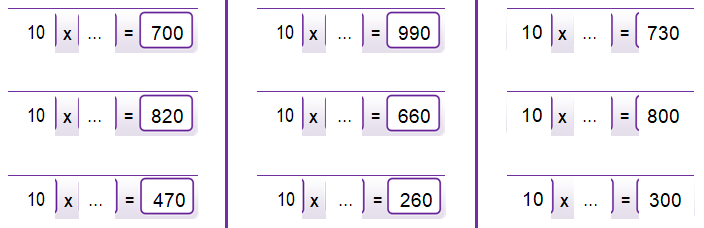 10 x ... = 700
10 x ... = 990
10 x ... = 730
10 x ... = 820
10 x ... = 660
10 x ... = 800
10 x ... = 470
10 x ... = 260
10 x ... = 300